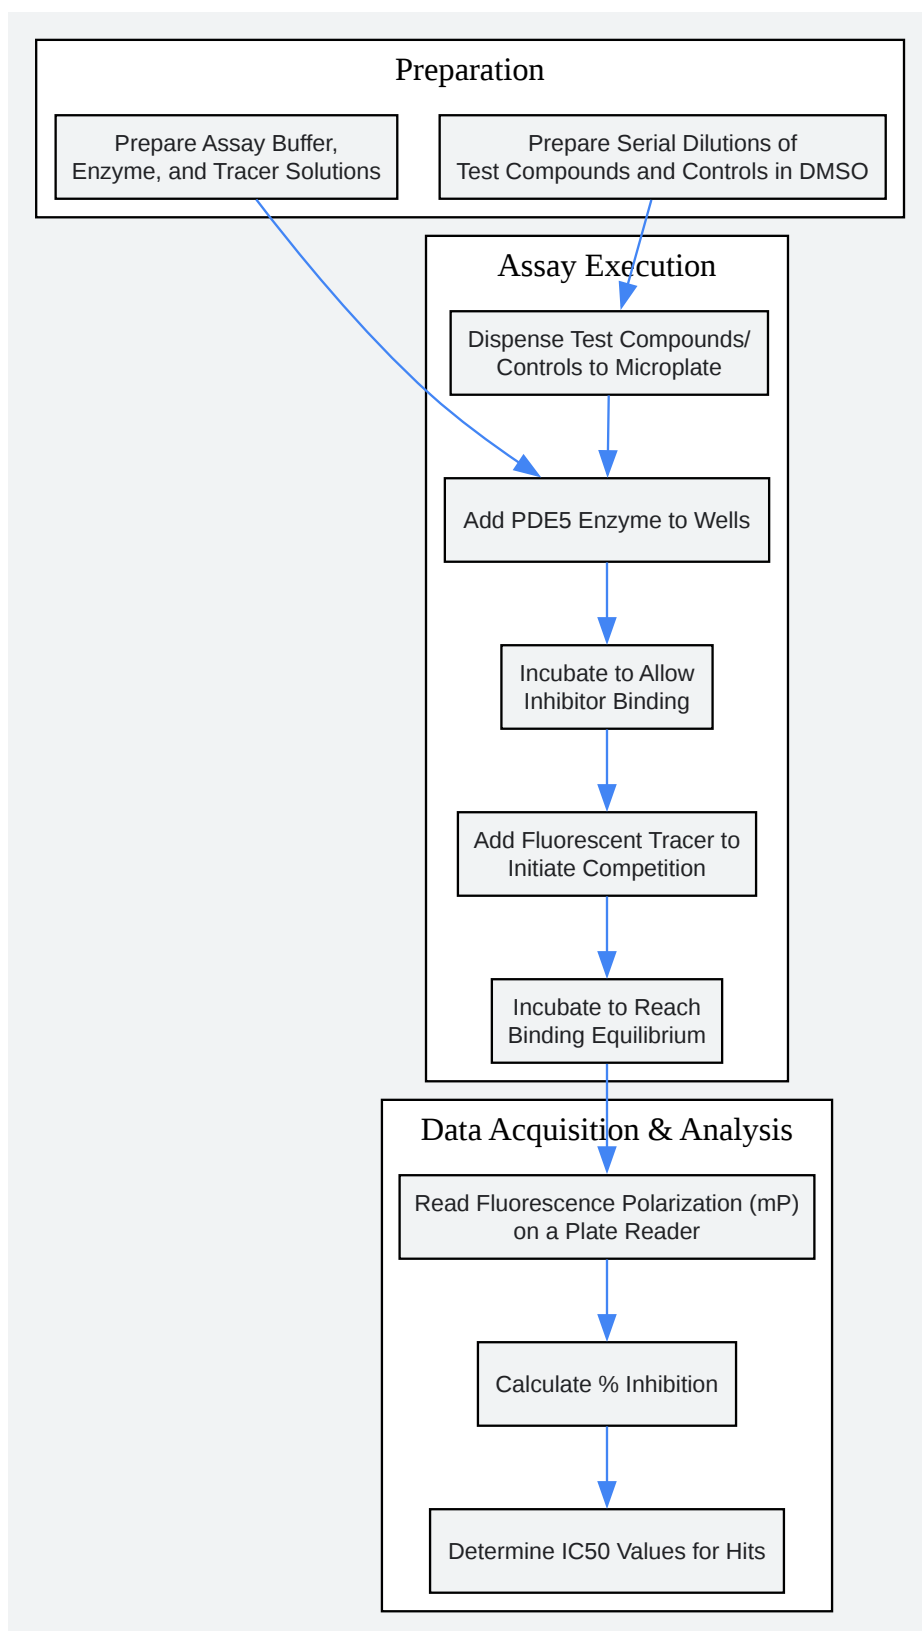 Preparation
Prepare Assay Buffer,
Enzyme, and Tracer Solutions
Prepare Serial Dilutions of
Test Compounds and Controls in DMSO
Assay Execution
Dispense Test Compounds/
Controls to Microplate
Add PDE5 Enzyme to Wells
Incubate to Allow
Inhibitor Binding
Add Fluorescent Tracer to
Initiate Competition
Incubate to Reach
Binding Equilibrium
Data Acquisition & Analysis
Read Fluorescence Polarization (mP)
on a Plate Reader
Calculate % Inhibition
Determine IC50 Values for Hits